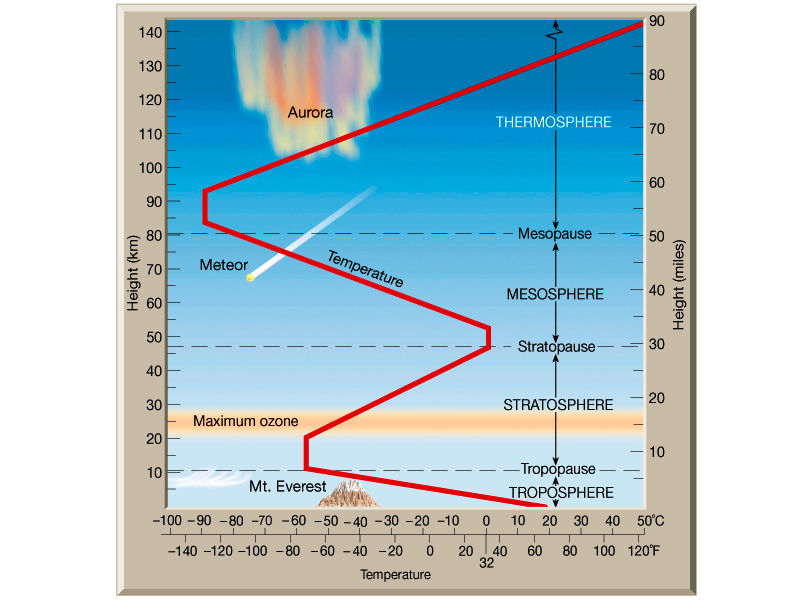 140
130
120
110
100
90
80
70
60
50
40
30
20
10
Height (km)
90
80
70
60
50
40
30
20
10
Height (miles)
Aurora
THERMOSPHERE
Mesopause
Meteor
Temperature
MESOSPHERE
Stratopause
STRATOSPHERE
Maximum ozone
Tropopause
Mt. Everest
TROPOSPHERE
−100 −90 −80 −70 −60 −50 −40 −30 −20 −10 0 10 20 30 40 50°C
−140 −120 −100 −80 −60 −40 −20 0 20 40 60 80 100 120°F
32
Temperature